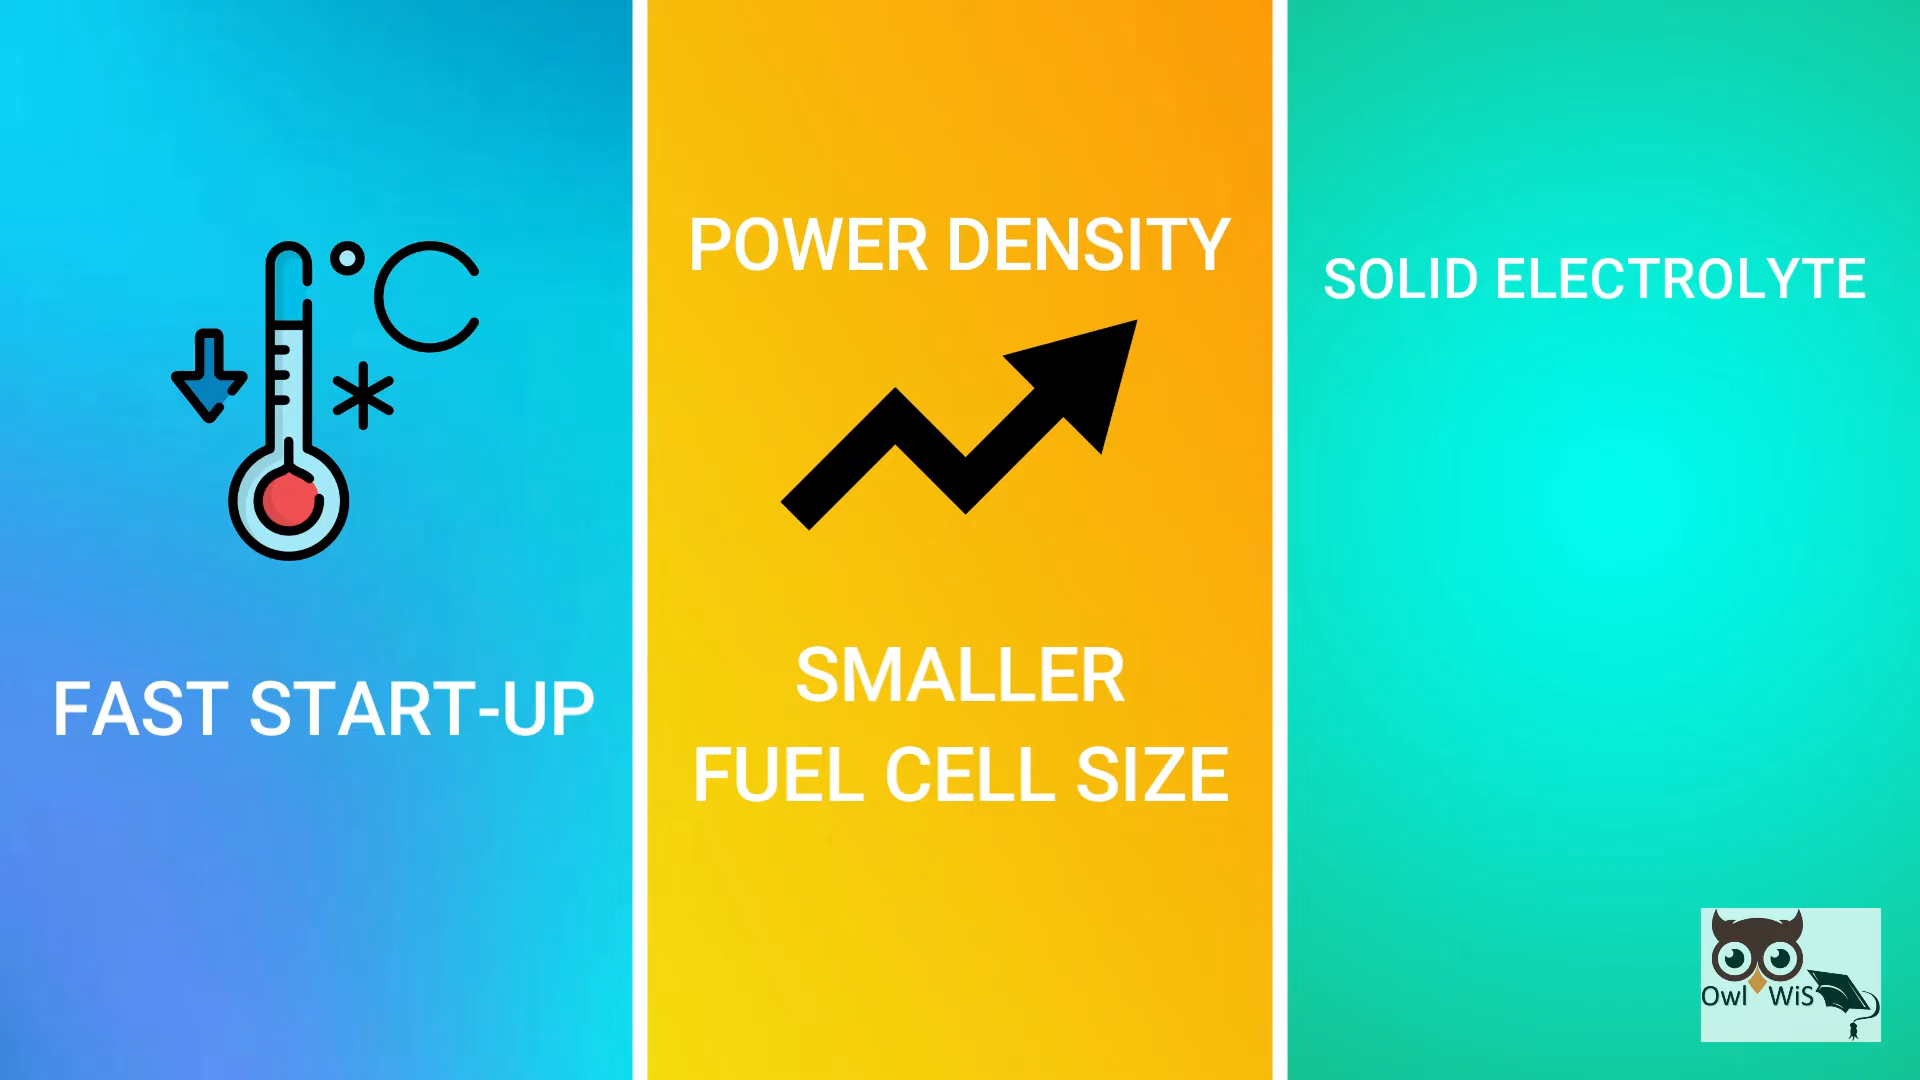 °C
FAST START-UP
POWER DENSITY
SMALLER
FUEL CELL SIZE
SOLID ELECTROLYTE
Owl WiS